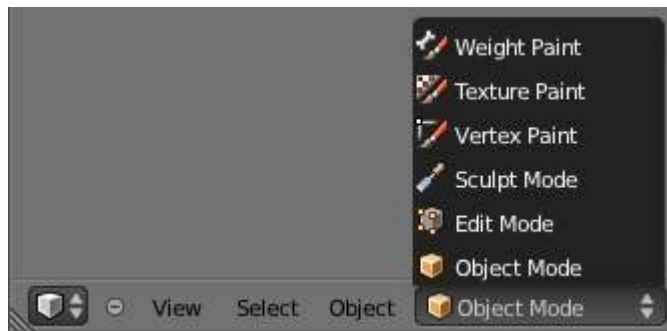 Weight Paint
Texture Paint
Vertex Paint
Sculpt Mode
Edit Mode
Object Mode
View Select Object Object Mode